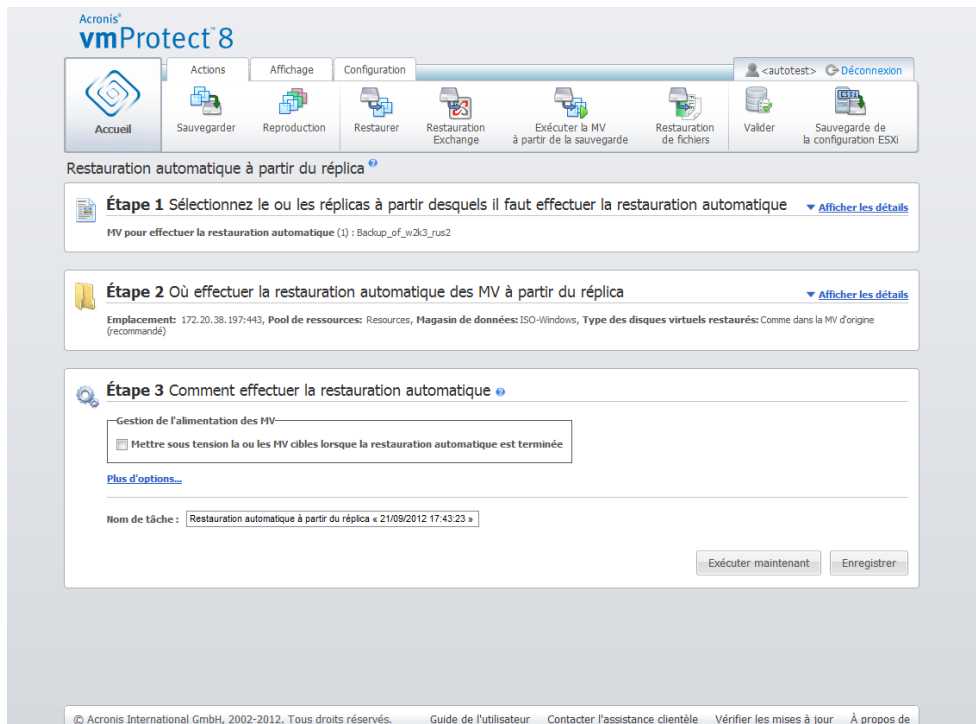 Acronis®
vmProtect™8
Actions Affichage Configuration
<autotest> Déconnexion
Accueil
Sauvegarder
Reproduction
Restaurer
Restauration
Exchange
Exécuter la MV
à partir de la sauvegarde
Restauration
de fichiers
Valider
Sauvegarde de
la configuration ESXi
Restauration automatique à partir du réplica ?
Étape 1 Sélectionnez le ou les réplicas à partir desquels il faut effectuer la restauration automatique
Afficher les détails
MV pour effectuer la restauration automatique (1) : Backup_of_w2k3_rus2
Étape 2 Où effectuer la restauration automatique des MV à partir du réplica
Afficher les détails
Emplacement: 172.20.38.197:443, Pool de ressources: Resources, Magasin de données: ISO-Windows, Type des disques virtuels restaurés: Comme dans la MV d'origine
(recommandé)
Étape 3 Comment effectuer la restauration automatique ?
Gestion de l'alimentation des MV
Mettre sous tension la ou les MV cibles lorsque la restauration automatique est terminée
Plus d'options...
Nom de tâche : Restauration automatique à partir du réplica « 21/09/2012 17:43:23 »
Exécuter maintenant Enregistrer
© Acronis International GmbH, 2002-2012. Tous droits réservés. Guide de l'utilisateur Contacter l'assistance clientèle Vérifier les mises à jour À propos de